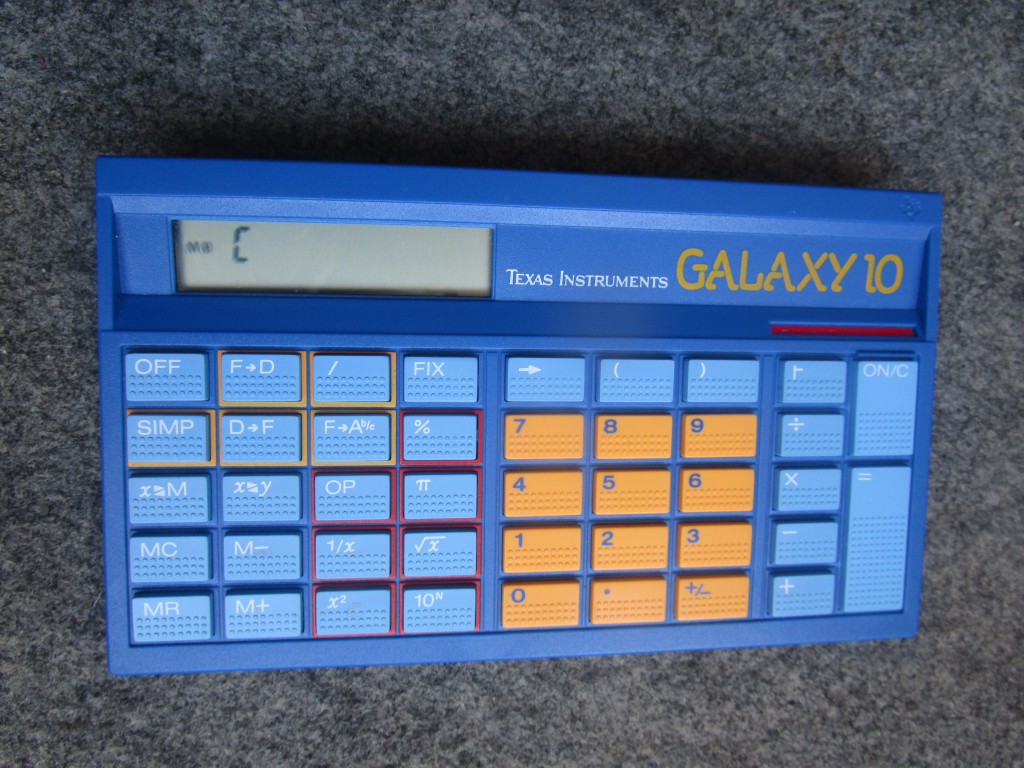 C
TEXAS INSTRUMENTS GALAXY 10
OFF F→D / FIX → ( ) ON/C
SIMP D→F F→Ab/c % 7 8 9 ÷
x⇆M x⇆y OP π 4 5 6 × =
MC M− 1/x √x 1 2 3 −
MR M+ x² 10ᴺ 0 . +/− +